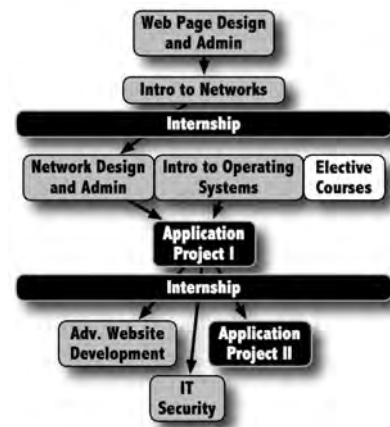 Web Page Design
and Admin
Intro to Networks
Internship
Network Design
and Admin
Intro to Operating
Systems
Elective
Courses
Application
Project I
Internship
Adv. Website
Development
Application
Project II
IT
Security